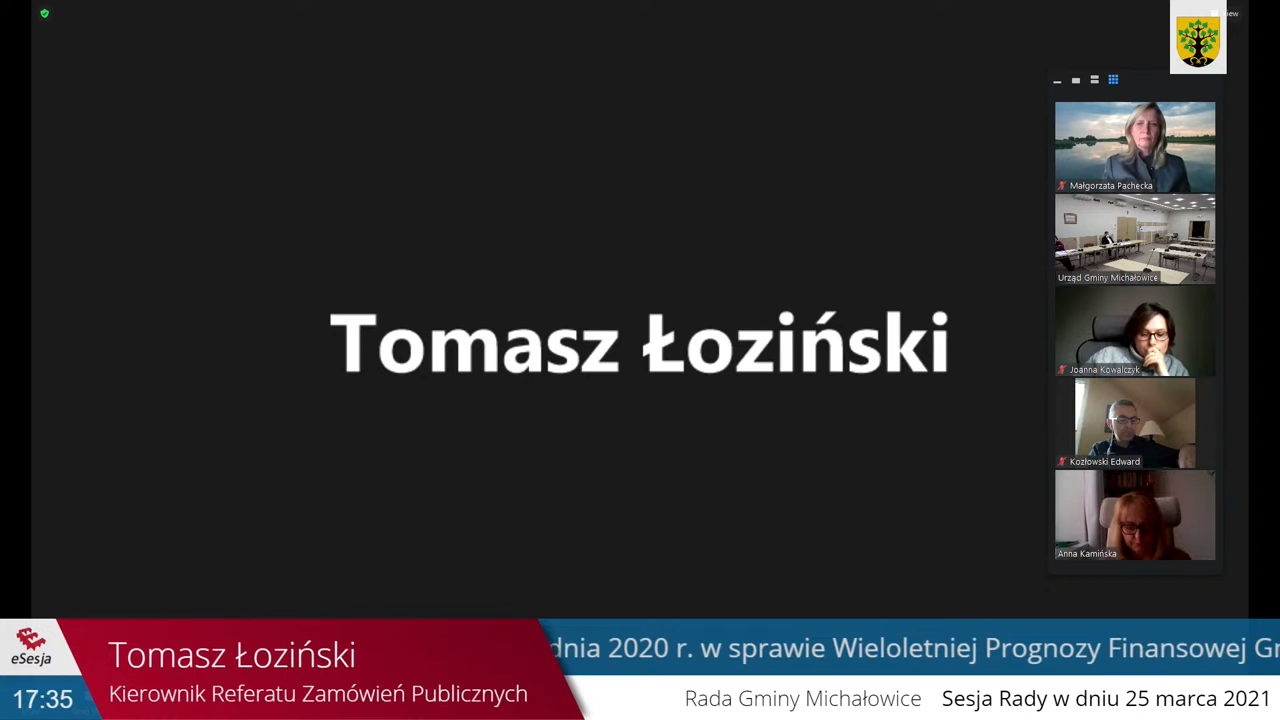 View
Małgorzata Pachecka
Urząd Gminy Michałowice
Joanna Kowalczyk
Kozłowski Edward
Anna Kamińska
Tomasz Łoziński
eSesja
Tomasz Łoziński
Kierownik Referatu Zamówień Publicznych
dnia 2020 r. w sprawie Wieloletniej Prognozy Finansowej
17:35
Rada Gminy Michałowice Sesja Rady w dniu 25 marca 2021